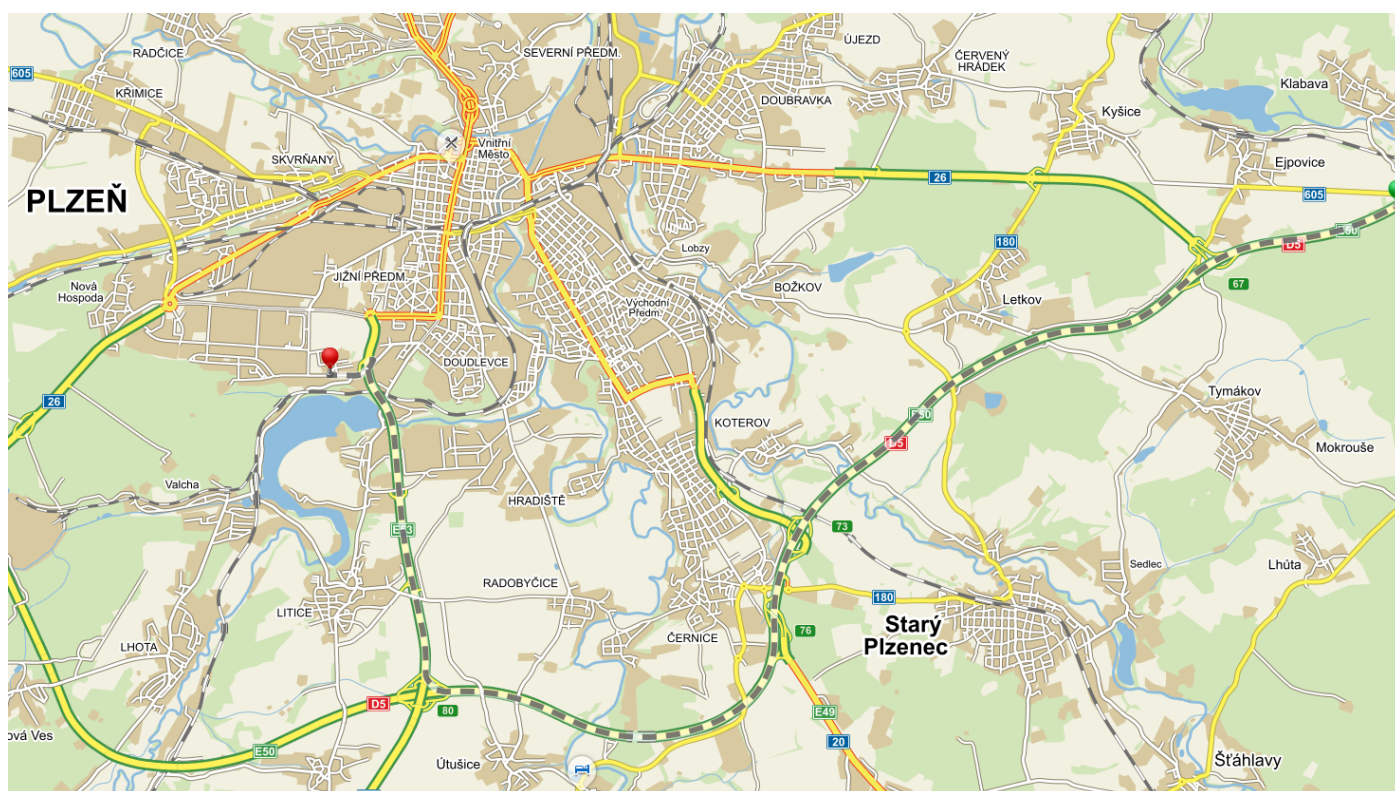 RADČICE
SEVERNÍ PŘEDM.
ÚJEZD
ČERVENÝ
HRÁDEK
605
KŘIMICE
DOUBRAVKA
Kyšice
Klabava
SKVRŇANY
Vnitřní
Město
Ejpovice
26
605
PLZEŇ
180
Lobzy
D5
67
JIŽNÍ PŘEDM.
Nová
Hospoda
BOŽKOV
Letkov
Východní
Předm.
DOUDLEVCE
26
Tymákov
E50
KOTEROV
D5
Mokrouše
Valcha
HRADIŠTĚ
73
Sedlec
Lhůta
RADOBYČICE
180
LITICE
Starý
Plzenec
ČERNICE
76
LHOTA
D5
80
E49
ová Ves
E50
20
Útušice
Šťáhlavy